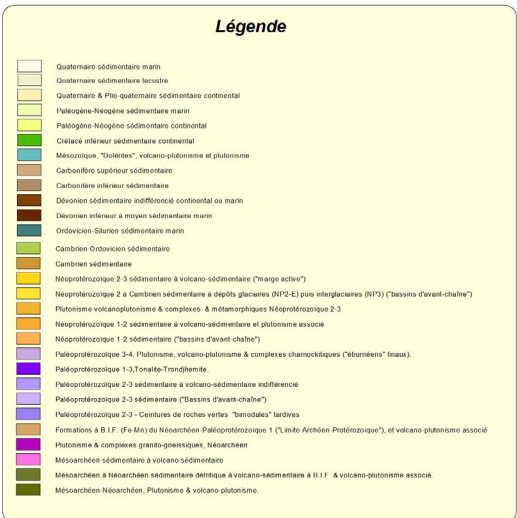 Légende
Quaternaire sédimentaire marin
Quaternaire sédimentaire lacustre
Quaternaire & Plio quaternaire sédimentaire continental
Paléogène-Néogène sédimentaire marin
Paléogène-Néogène sédimentaire continental
Crétacé inférieur sédimentaire continental
Mésozoïque, "Dolérites", volcano-plutonisme et plutonisme.
Carbonifère supérieur sédimentaire
Carbonifère inférieur sédimentaire
Dévonien sédimentaire indifférencié continental ou marin
Dévonien inférieur à moyen sédimentaire marin
Ordovicien-Silurien sédimentaire marin
Cambrien-Ordovicien sédimentaire
Cambrien sédimentaire
Néoprotérozoïque 2-3 sédimentaire à volcano-sédimentaire ("marge active")
Néoprotérozoïque 2 à Cambrien sédimentaire à dépôts glaciaires (NP2-E) puis interglaciaires (NP3) ("bassins d'avant-chaîne")
Plutonisme-volcanoplutonisme & complexes & métamorphiques Néoprotérozoïque 2-3
Néoprotérozoïque 1-2 sédimentaire à volcano-sédimentaire et plutonisme associé
Néoprotérozoïque 1-2 sédimentaire ("bassins d'avant-chaîne")
Paléoprotérozoïque 3-4, Plutonisme, volcano-plutonisme & complexes charnockitiques ("éburnéens" finaux).
Paléoprotérozoïque 1-3,Tonalite-Trondjhemite.
Paléoprotérozoïque 2-3 sédimentaire à volcano-sédimentaire indifférencié
Paléoprotérozoïque 2-3 sédimentaire ("Bassins d'avant-chaîne")
Paléoprotérozoïque 2-3 - Ceintures de roches vertes "bimodales" tardives
Formations à B.I.F. (Fe-Mn) du Néoarchéen-Paléoprotérozoïque 1 ("Limite Archéen-Protérozoïque"), et volcano-plutonisme associé
Plutonisme & complexes granito-gneissiques, Néoarchéen
Mésoarchéen sédimentaire à volcano-sédimentaire
Mésoarchéen à Néoarchéen sédimentaire détritique à volcano-sédimentaire à B.I.F. & volcano-plutonisme associé.
Mésoarchéen-Néoarchéen, Plutonisme & volcano-plutonisme.